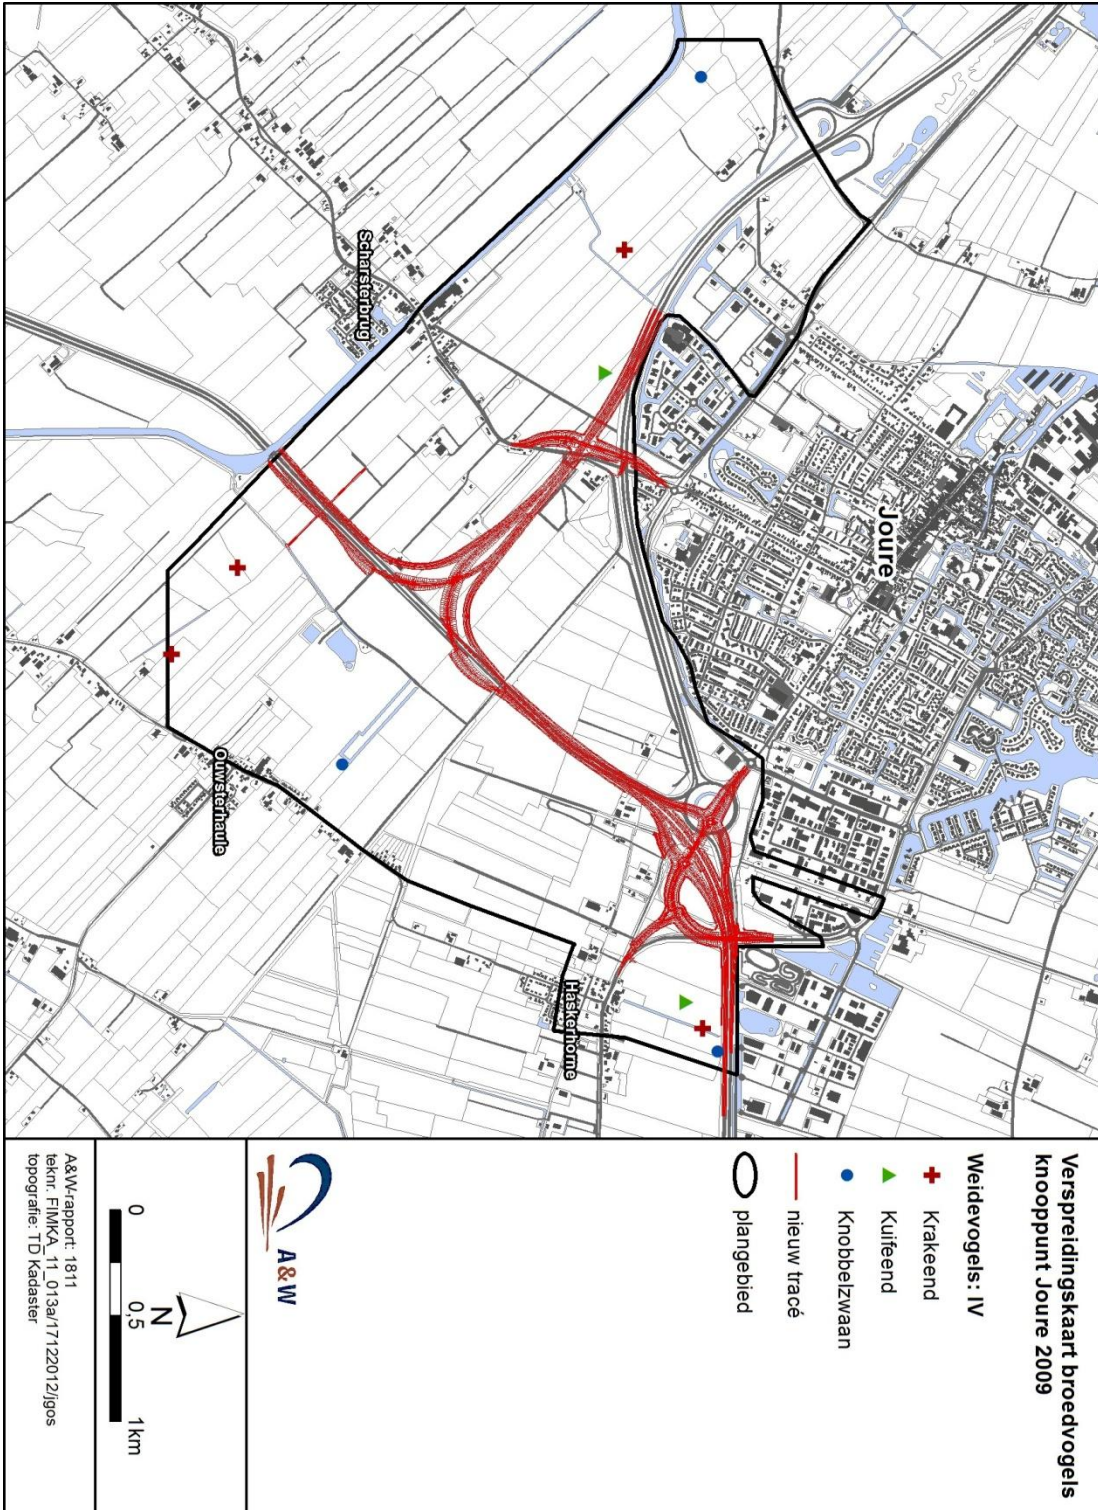 Verspreidingskaart broedvogels
knooppunt Joure 2009
Weidevogels: IV
Krakeend
Kuifeend
Knobbelzwaan
nieuw tracé
plangebied
A&W
N
0 0,5 1km
A&W-rapport: 1811
teknr. FIMKA_11_013a/17122012/jgos
topografie: TD Kadaster
Joure
Scharsterbrug
Ouwsterhaule
Haskerhorne